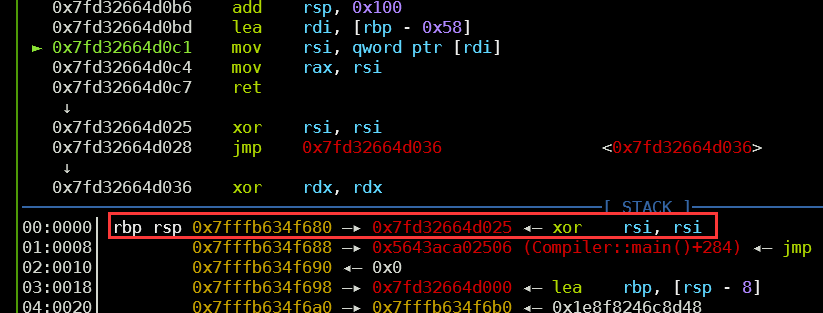 0x7fd32664d0b6 add rsp, 0x100
0x7fd32664d0bd lea rdi, [rbp - 0x58]
► 0x7fd32664d0c1 mov rsi, qword ptr [rdi]
0x7fd32664d0c4 mov rax, rsi
0x7fd32664d0c7 ret
↓
0x7fd32664d025 xor rsi, rsi
0x7fd32664d028 jmp 0x7fd32664d036 <0x7fd32664d036>
↓
0x7fd32664d036 xor rdx, rdx
[ STACK ]
00:0000│ rbp rsp 0x7fffb634f680 —▸ 0x7fd32664d025 ◂— xor rsi, rsi
01:0008│ 0x7fffb634f688 —▸ 0x5643aca02506 (Compiler::main()+284) ◂— jmp
02:0010│ 0x7fffb634f690 ◂— 0x0
03:0018│ 0x7fffb634f698 —▸ 0x7fd32664d000 ◂— lea rbp, [rsp - 8]
04:0020│ 0x7fffb634f6a0 —▸ 0x7fffb634f6b0 ◂— 0x1e8f8246c8d48